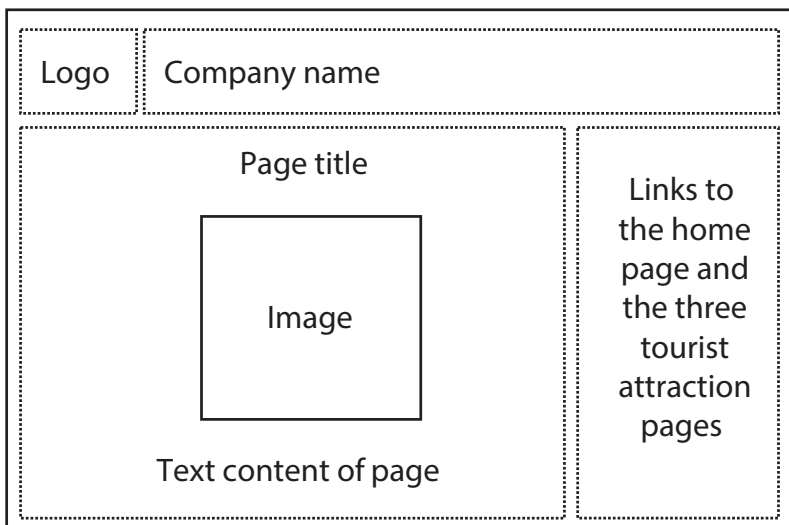 Logo
Company name
Page title
Image
Text content of page
Links to
the home
page and
the three
tourist
attraction
pages